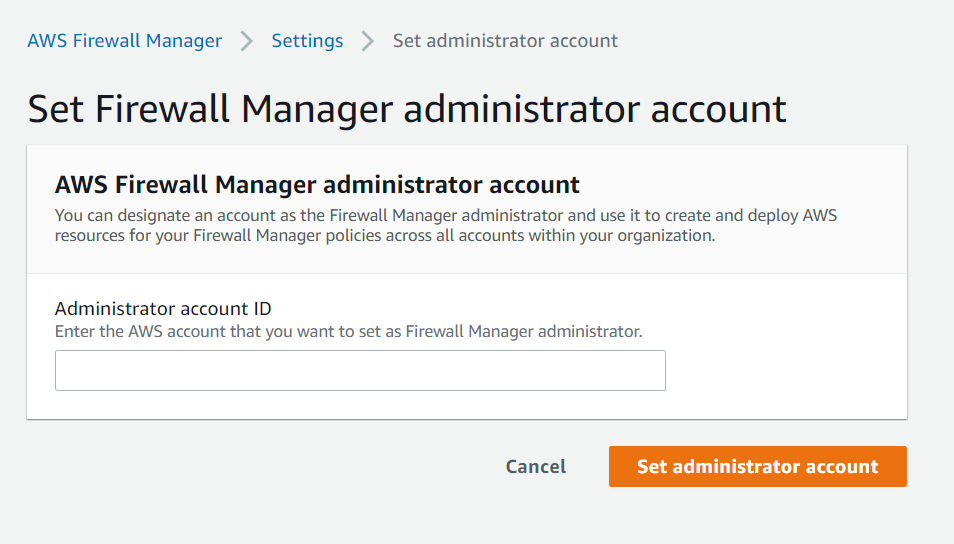 AWS Firewall Manager > Settings > Set administrator account
Set Firewall Manager administrator account
AWS Firewall Manager administrator account
You can designate an account as the Firewall Manager administrator and use it to create and deploy AWS
resources for your Firewall Manager policies across all accounts within your organization.
Administrator account ID
Enter the AWS account that you want to set as Firewall Manager administrator.
Cancel Set administrator account